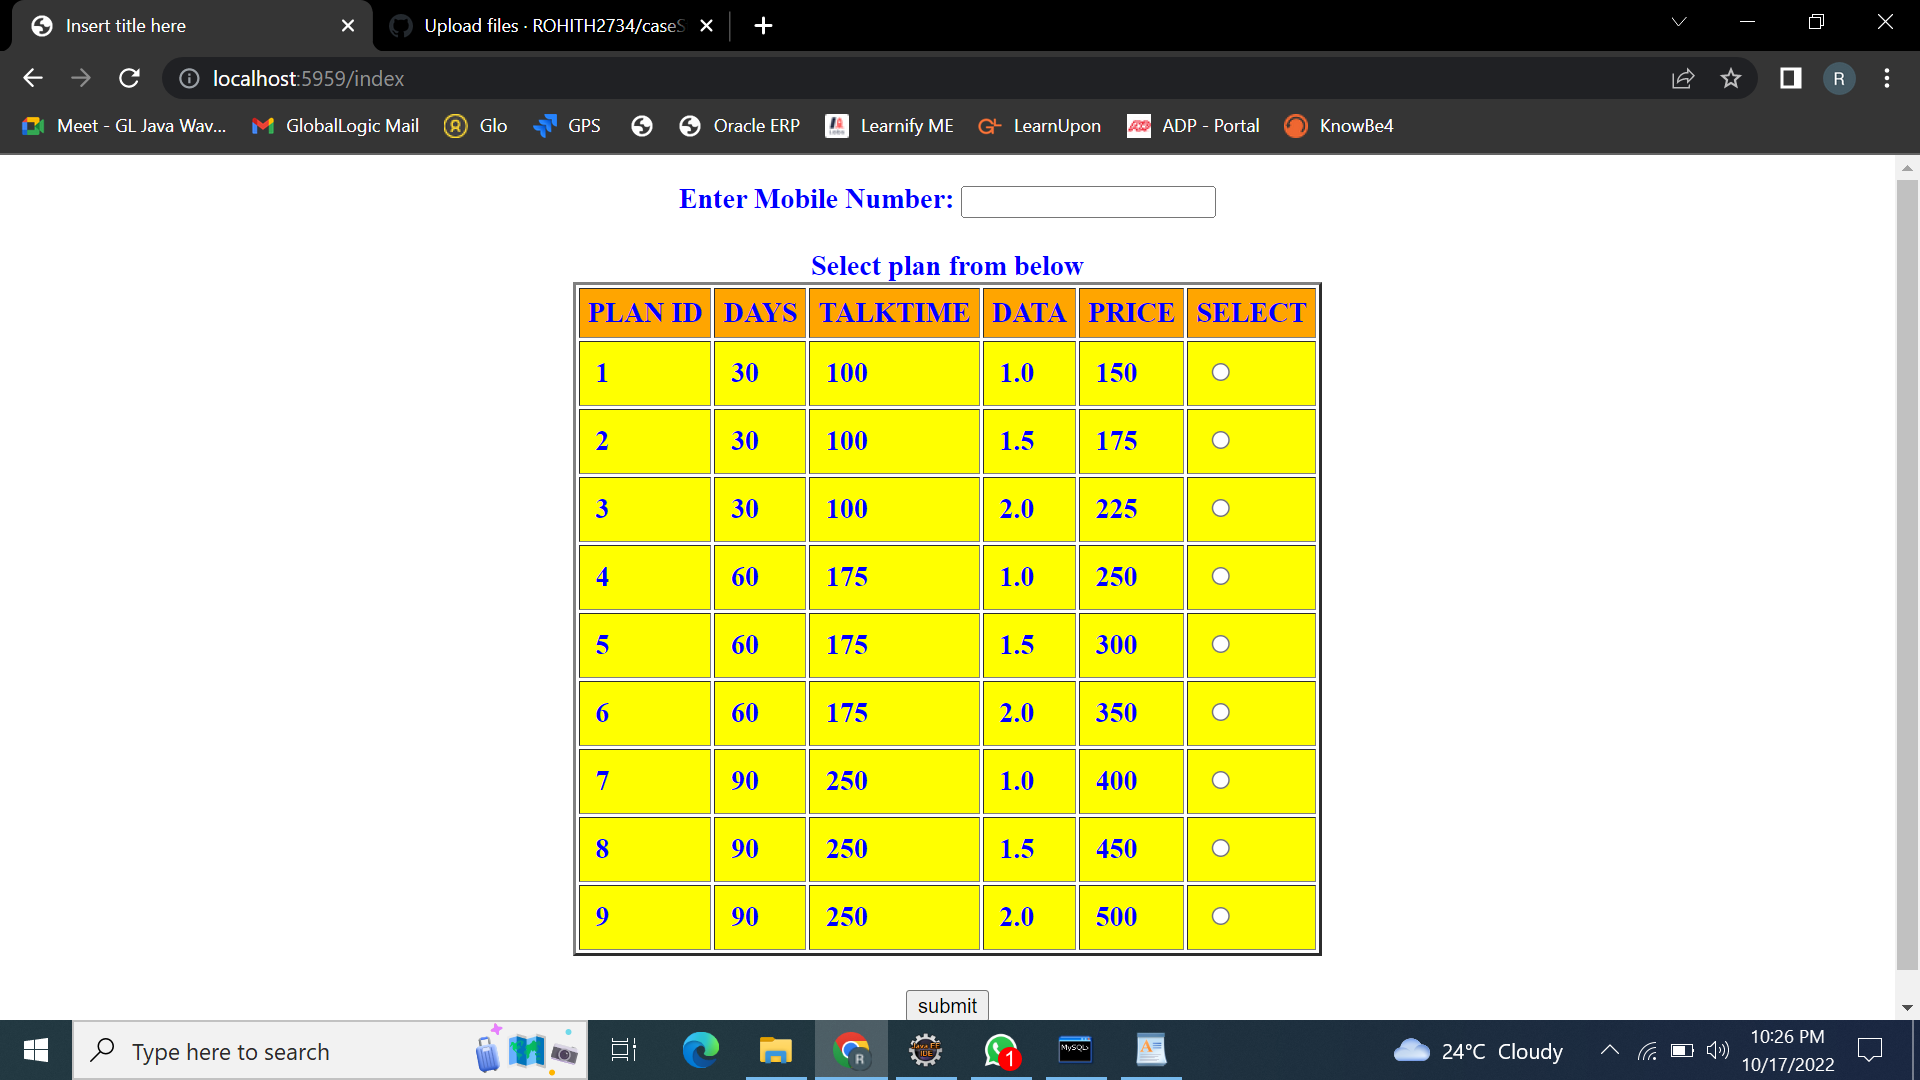 Insert title here
Upload files · ROHITH2734/caseS
localhost:5959/index
R
Meet - GL Java Wav... GlobalLogic Mail Glo GPS Oracle ERP Learnify ME LearnUpon ADP - Portal KnowBe4
Enter Mobile Number:
Select plan from below
PLAN ID DAYS TALKTIME DATA PRICE SELECT
1 30 100 1.0 150
2 30 100 1.5 175
3 30 100 2.0 225
4 60 175 1.0 250
5 60 175 1.5 300
6 60 175 2.0 350
7 90 250 1.0 400
8 90 250 1.5 450
9 90 250 2.0 500
submit
Type here to search
R
Java EE
IDE
1
MySQL
24°C Cloudy
10:26 PM
10/17/2022